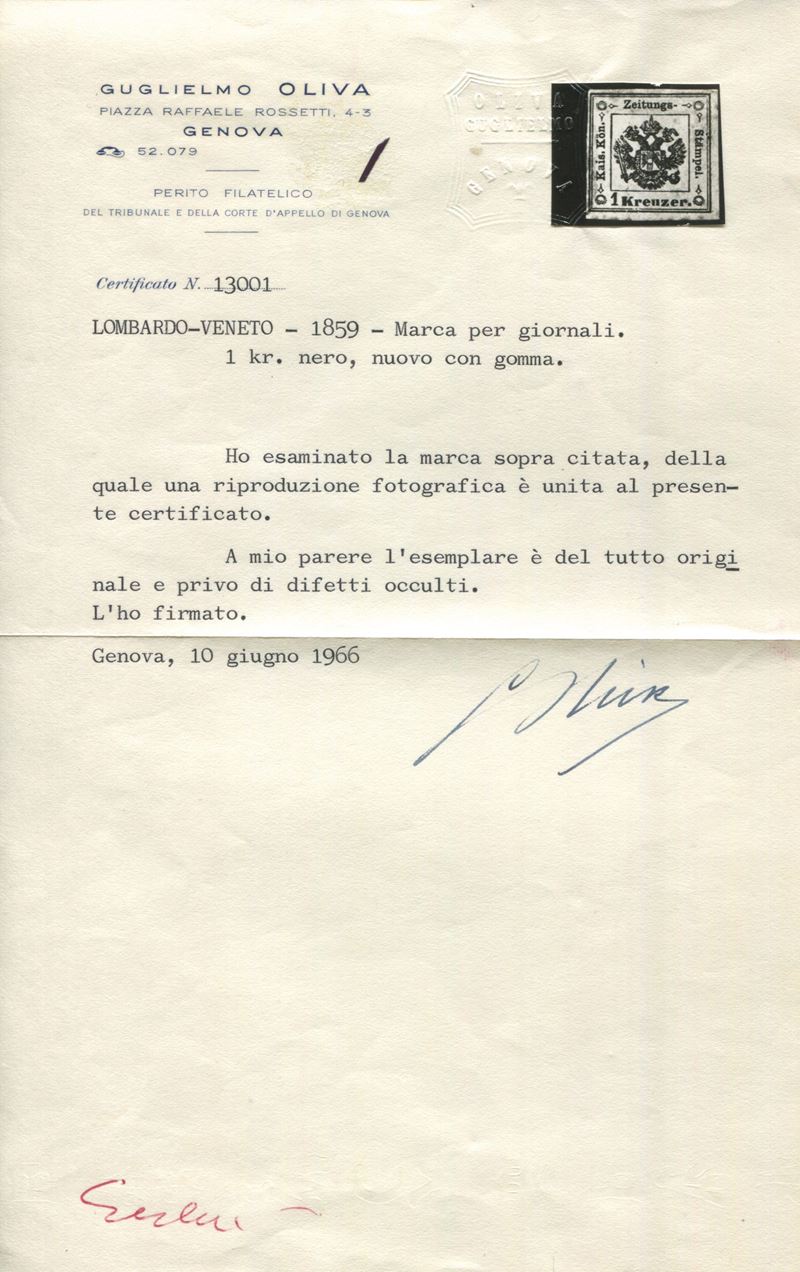 GUGLIELMO OLIVA
PIAZZA RAFFAELE ROSSETTI, 4-3
GENOVA
52.079
PERITO FILATELICO
DEL TRIBUNALE E DELLA CORTE D'APPELLO DI GENOVA
OLIVA
GUGLIELMO
GENOVA
Zeitungs-
Kais. Kön.
Stämpel.
1 Kreuzer.
Certificato N. 13001
LOMBARDO-VENETO - 1859 - Marca per giornali.
1 kr. nero, nuovo con gomma.
Ho esaminato la marca sopra citata, della
quale una riproduzione fotografica è unita al presen-
te certificato.
A mio parere l'esemplare è del tutto origi
nale e privo di difetti occulti.
L'ho firmato.
Genova, 10 giugno 1966